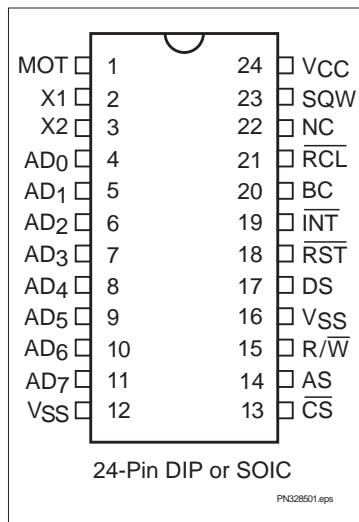 MOT 1 24 VCC
X1 2 23 SQW
X2 3 22 NC
AD0 4 21 RCL
AD1 5 20 BC
AD2 6 19 INT
AD3 7 18 RST
AD4 8 17 DS
AD5 9 16 VSS
AD6 10 15 R/W
AD7 11 14 AS
VSS 12 13 CS
24-Pin DIP or SOIC
PN328501.eps